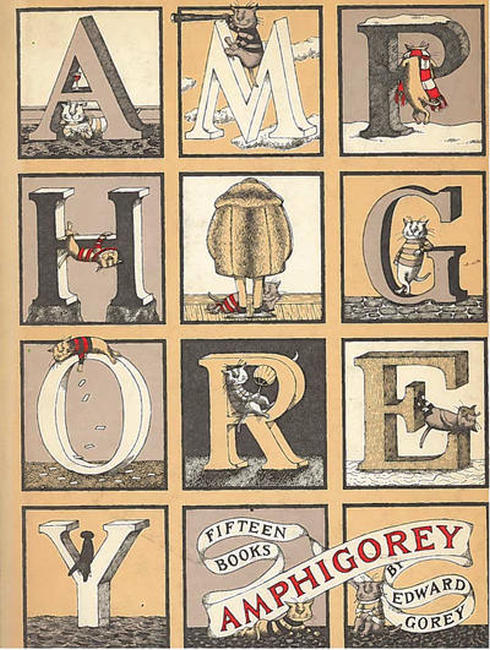 A M P
H I G
O R E
Y
FIFTEEN
BOOKS
AMPHIGOREY
BY
EDWARD
GOREY